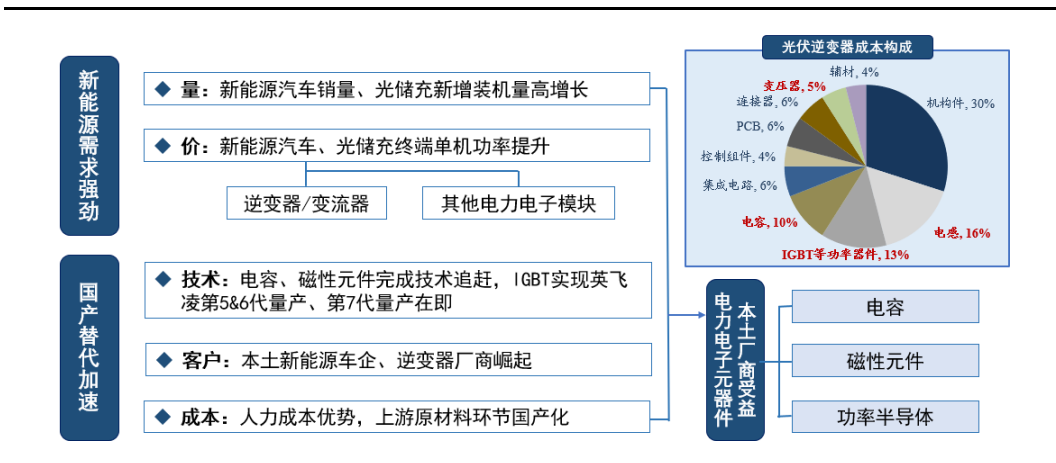 新能源需求强劲
◆ 量：新能源汽车销量、光储充新增装机量高增长
◆ 价：新能源汽车、光储充终端单机功率提升
逆变器/变流器
其他电力电子模块
国产替代加速
◆ 技术：电容、磁性元件完成技术追赶，IGBT实现英飞
凌第5&6代量产、第7代量产在即
◆ 客户：本土新能源车企、逆变器厂商崛起
◆ 成本：人力成本优势，上游原材料环节国产化
光伏逆变器成本构成
辅材, 4%
变压器, 5%
连接器, 6%
PCB, 6%
控制组件, 4%
集成电路, 6%
电容, 10%
IGBT等功率器件, 13%
电感, 16%
机构件, 30%
本土厂商受益
电力电子元器件
电容
磁性元件
功率半导体